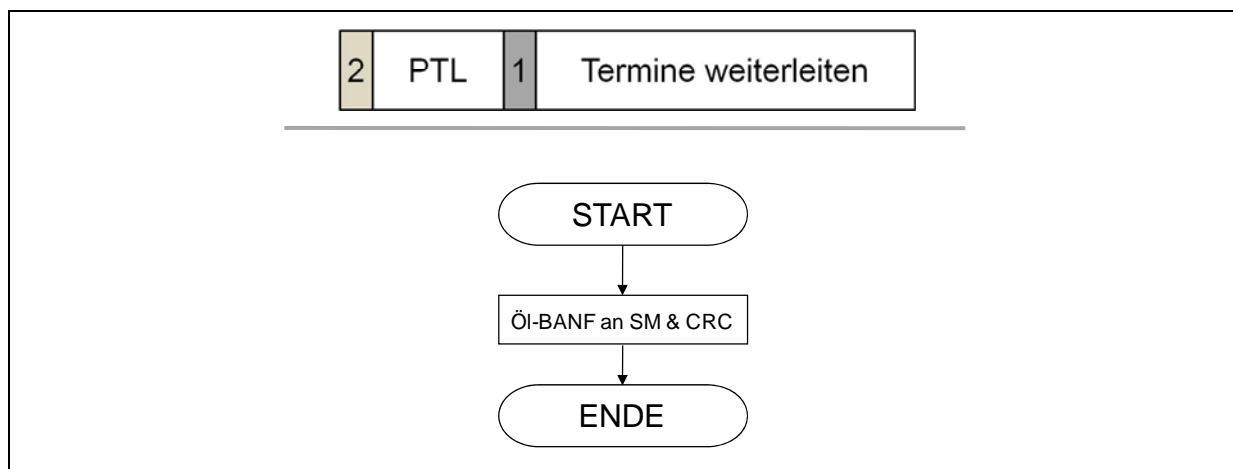 2 PTL 1 Termine weiterleiten
START
Öl-BANF an SM & CRC
ENDE